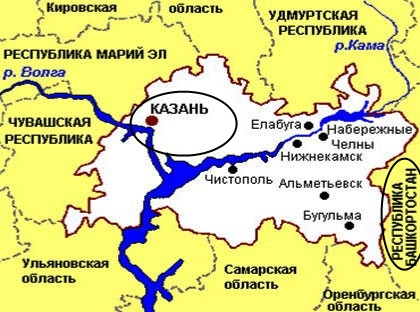 Кировская
область
УДМУРТСКАЯ
РЕСПУБЛИКА
р.Кама
РЕСПУБЛИКА МАРИЙ ЭЛ
р. Волга
КАЗАНЬ
ЧУВАШСКАЯ
РЕСПУБЛИКА
Елабуга
Набережные
Челны
Нижнекамск
Чистополь
Альметьевск
Бугульма
РЕСПУБЛИКА
БАШКОРТОСТАН
Ульяновская
область
Самарская
область
Оренбургская
область